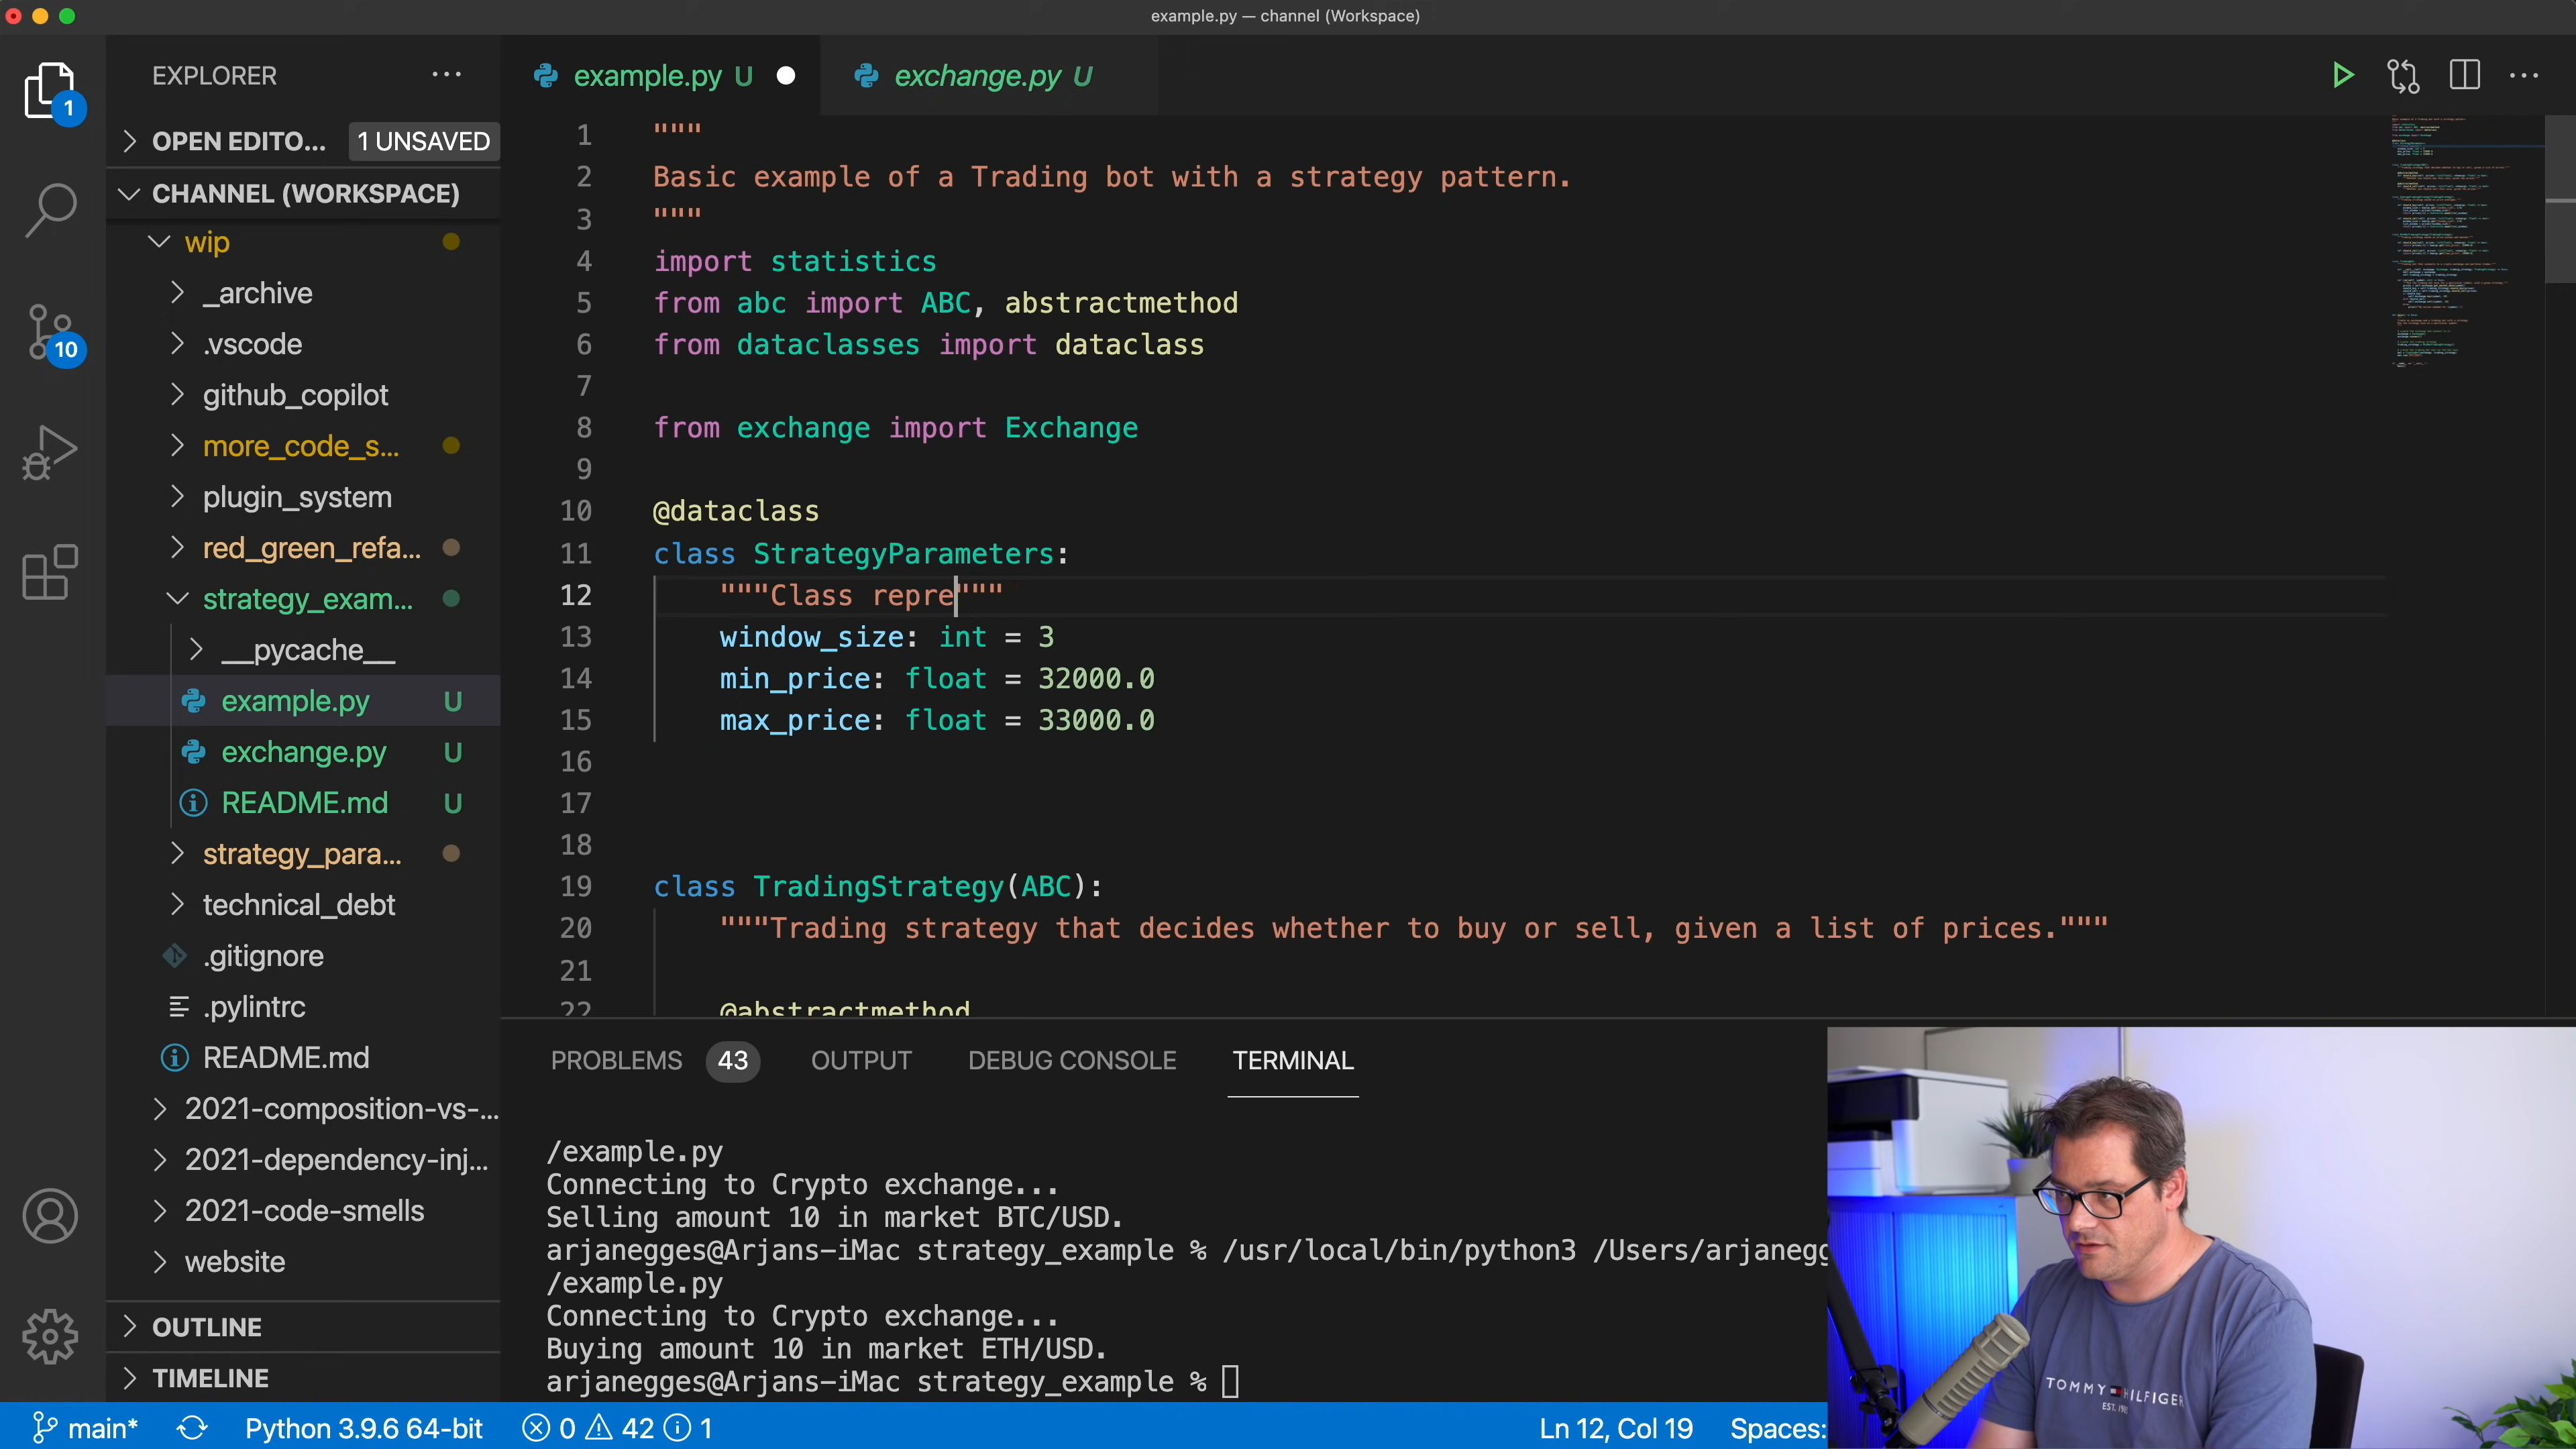 example.py — channel (Workspace)
EXPLORER
1
OPEN EDITO... 1 UNSAVED
CHANNEL (WORKSPACE)
wip
_archive
.vscode
10
github_copilot
more_code_s...
plugin_system
red_green_refa...
strategy_exam...
__pycache__
example.py U
exchange.py U
README.md U
strategy_para...
technical_debt
.gitignore
.pylintrc
README.md
2021-composition-vs-...
2021-dependency-inj...
2021-code-smells
website
OUTLINE
TIMELINE
example.py U
exchange.py U
1 """
2 Basic example of a Trading bot with a strategy pattern.
3 """
4 import statistics
5 from abc import ABC, abstractmethod
6 from dataclasses import dataclass
7
8 from exchange import Exchange
9
10 @dataclass
11 class StrategyParameters:
12 """Class repre"""
13 window_size: int = 3
14 min_price: float = 32000.0
15 max_price: float = 33000.0
16
17
18
19 class TradingStrategy(ABC):
20 """Trading strategy that decides whether to buy or sell, given a list of prices."""
21
22 @abstractmethod
PROBLEMS 43 OUTPUT DEBUG CONSOLE TERMINAL
/example.py
Connecting to Crypto exchange...
Selling amount 10 in market BTC/USD.
arjanegges@Arjans-iMac strategy_example % /usr/local/bin/python3 /Users/arjanegg
/example.py
Connecting to Crypto exchange...
Buying amount 10 in market ETH/USD.
arjanegges@Arjans-iMac strategy_example %
TOMMY HILFIGER
main* Python 3.9.6 64-bit 0 42 1 Ln 12, Col 19 Spaces: